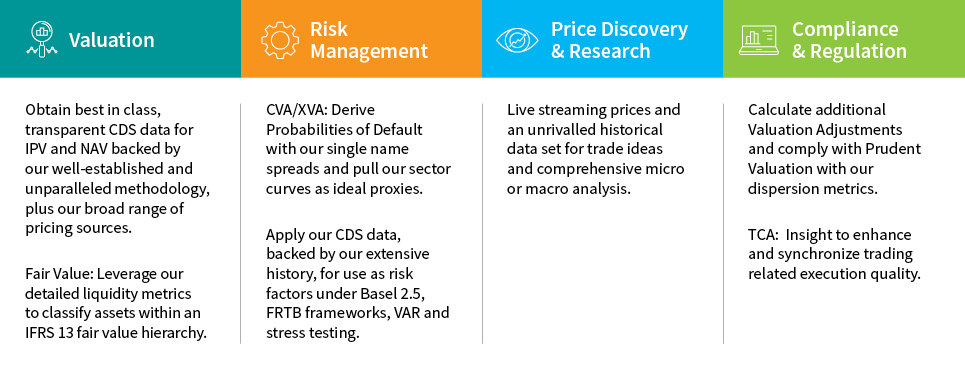 Valuation
Obtain best in class,
transparent CDS data for
IPV and NAV backed by
our well-established and
unparalleled methodology,
plus our broad range of
pricing sources.
Fair Value: Leverage our
detailed liquidity metrics
to classify assets within an
IFRS 13 fair value hierarchy.
Risk
Management
CVA/XVA: Derive
Probabilities of Default
with our single name
spreads and pull our sector
curves as ideal proxies.
Apply our CDS data,
backed by our extensive
history, for use as risk
factors under Basel 2.5,
FRTB frameworks, VAR and
stress testing.
Price Discovery
& Research
Live streaming prices and
an unrivalled historical
data set for trade ideas
and comprehensive micro
or macro analysis.
Compliance
& Regulation
Calculate additional
Valuation Adjustments
and comply with Prudent
Valuation with our
dispersion metrics.
TCA:  Insight to enhance
and synchronize trading
related execution quality.